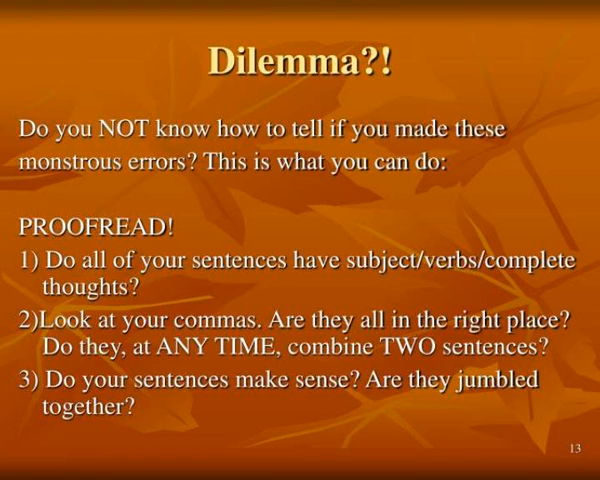 Dilemma?!
Do you NOT know how to tell if you made these
monstrous errors? This is what you can do:
PROOFREAD!
1) Do all of your sentences have subject/verbs/complete
thoughts?
2)Look at your commas. Are they all in the right place?
Do they, at ANY TIME, combine TWO sentences?
3) Do your sentences make sense? Are they jumbled
together?
13